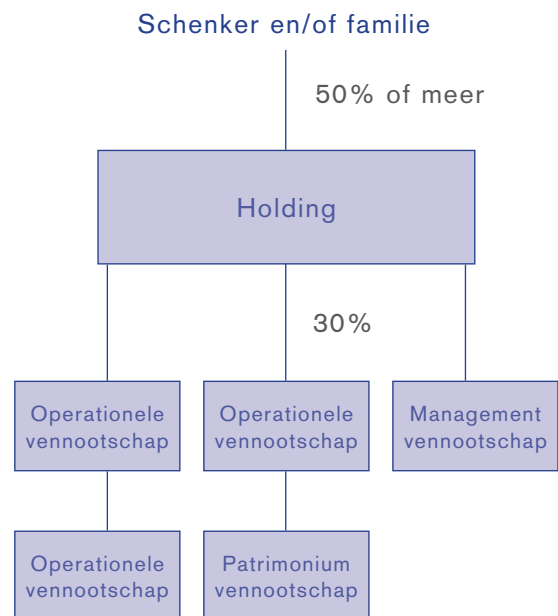 Schenker en/of familie
50% of meer
Holding
30%
Operationele
vennootschap
Operationele
vennootschap
Management
vennootschap
Operationele
vennootschap
Patrimonium
vennootschap